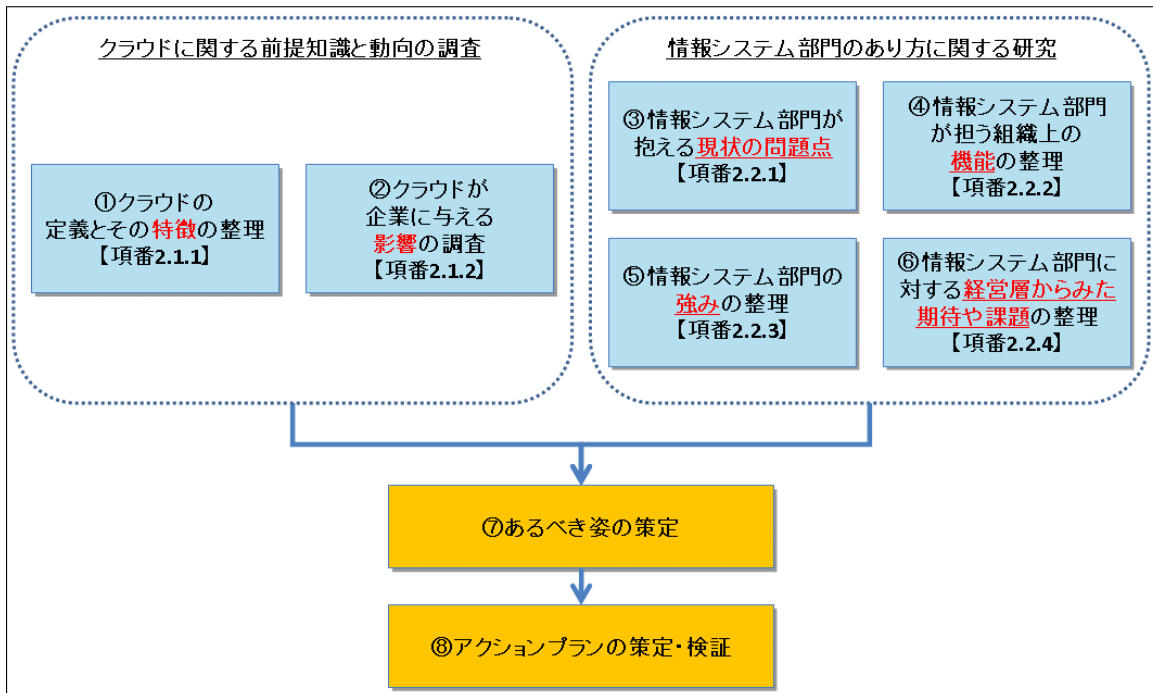 クラウドに関する前提知識と動向の調査
①クラウドの
定義とその特徴の整理
【項番2.1.1】
②クラウドが
企業に与える
影響の調査
【項番2.1.2】
情報システム部門のあり方に関する研究
③情報システム部門が
抱える現状の問題点
【項番2.2.1】
④情報システム部門
が担う組織上の
機能の整理
【項番2.2.2】
⑤情報システム部門の
強みの整理
【項番2.2.3】
⑥情報システム部門に
対する経営層からみた
期待や課題の整理
【項番2.2.4】
⑦あるべき姿の策定
⑧アクションプランの策定・検証